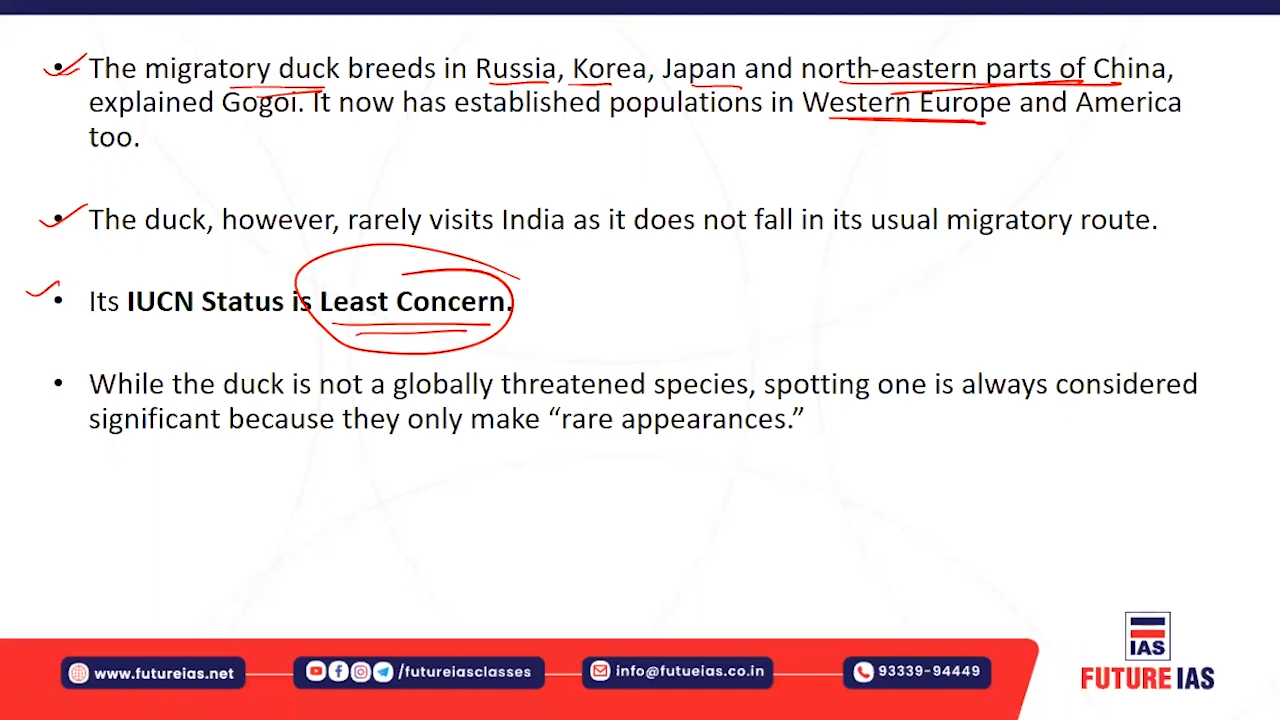 • The migratory duck breeds in Russia, Korea, Japan and north-eastern parts of China,
explained Gogoi. It now has established populations in Western Europe and America
too.
• The duck, however, rarely visits India as it does not fall in its usual migratory route.
• Its IUCN Status is Least Concern.
• While the duck is not a globally threatened species, spotting one is always considered
significant because they only make “rare appearances.”
www.futureias.net
/futureiasclasses
info@futueias.co.in
93339-94449
IAS
FUTURE IAS